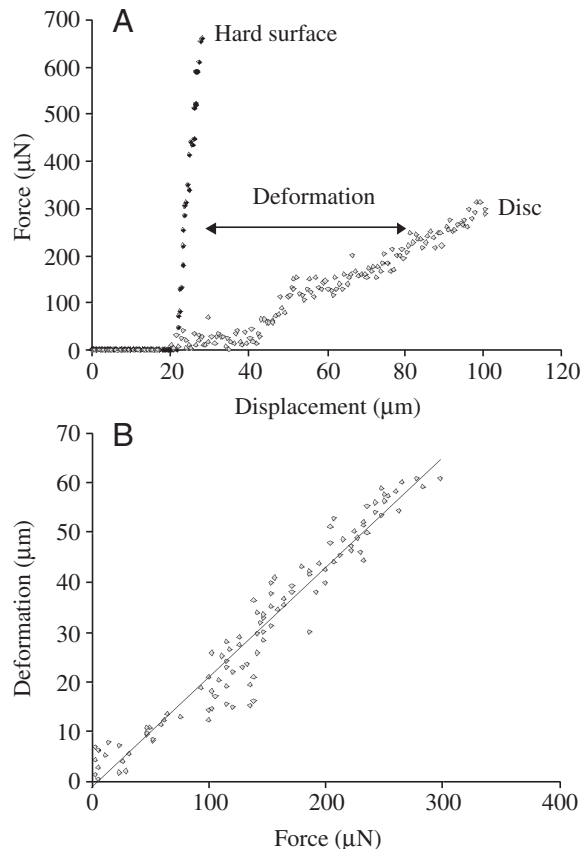 A
700
600
500
400
300
200
100
0
Force (μN)
Hard surface
Deformation
Disc
0 20 40 60 80 100 120
Displacement (μm)
B
70
60
50
40
30
20
10
0
Deformation (μm)
0 100 200 300 400
Force (μN)